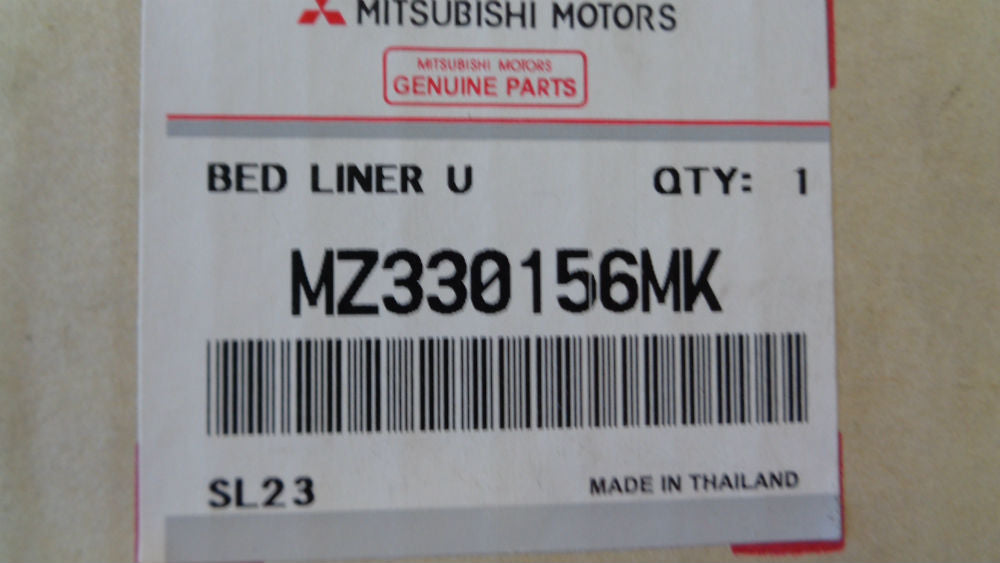 MITSUBISHI MOTORS
MITSUBISHI MOTORS
GENUINE PARTS
BED LINER U QTY: 1
MZ330156MK
SL23 MADE IN THAILAND